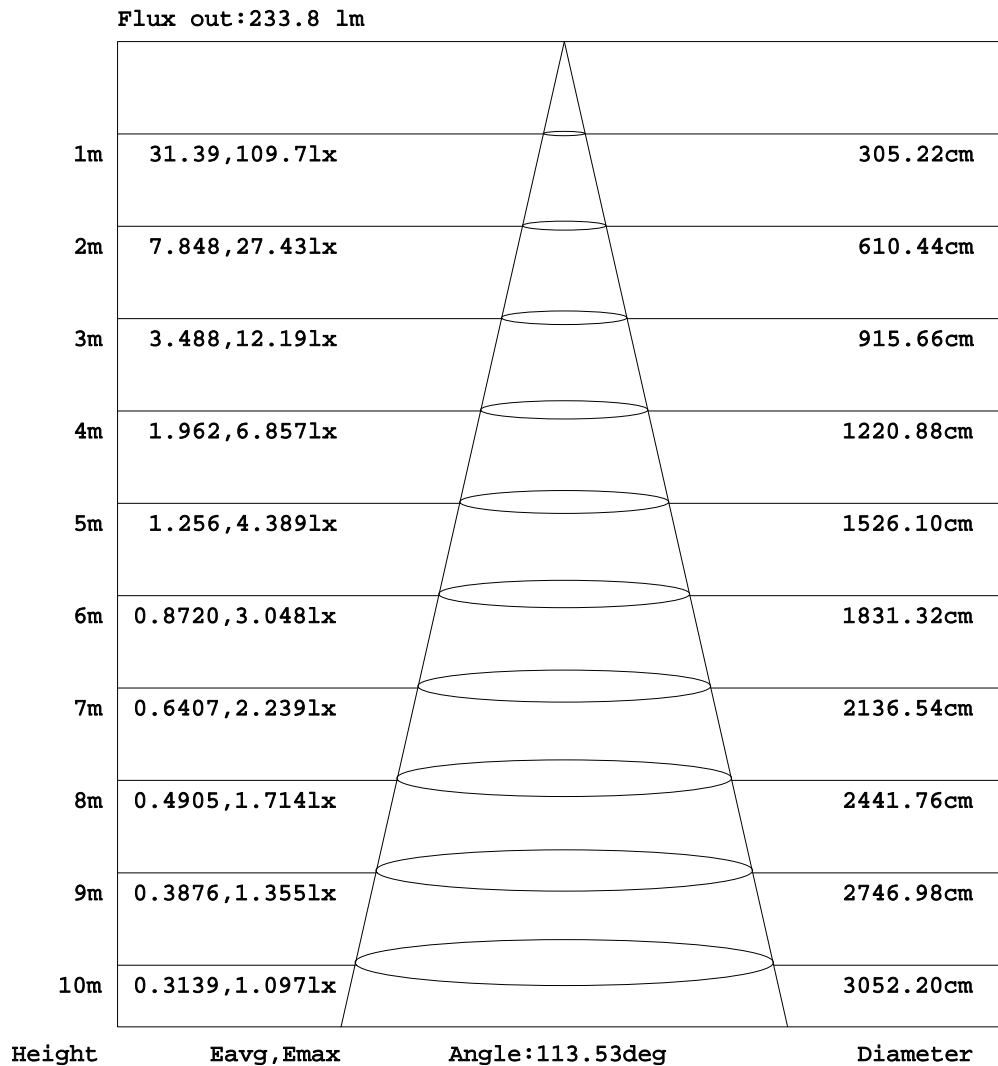 Flux out:233.8 lm
1m 31.39,109.7lx 305.22cm
2m 7.848,27.43lx 610.44cm
3m 3.488,12.19lx 915.66cm
4m 1.962,6.857lx 1220.88cm
5m 1.256,4.389lx 1526.10cm
6m 0.8720,3.048lx 1831.32cm
7m 0.6407,2.239lx 2136.54cm
8m 0.4905,1.714lx 2441.76cm
9m 0.3876,1.355lx 2746.98cm
10m 0.3139,1.097lx 3052.20cm
Height Eavg,Emax Angle:113.53deg Diameter